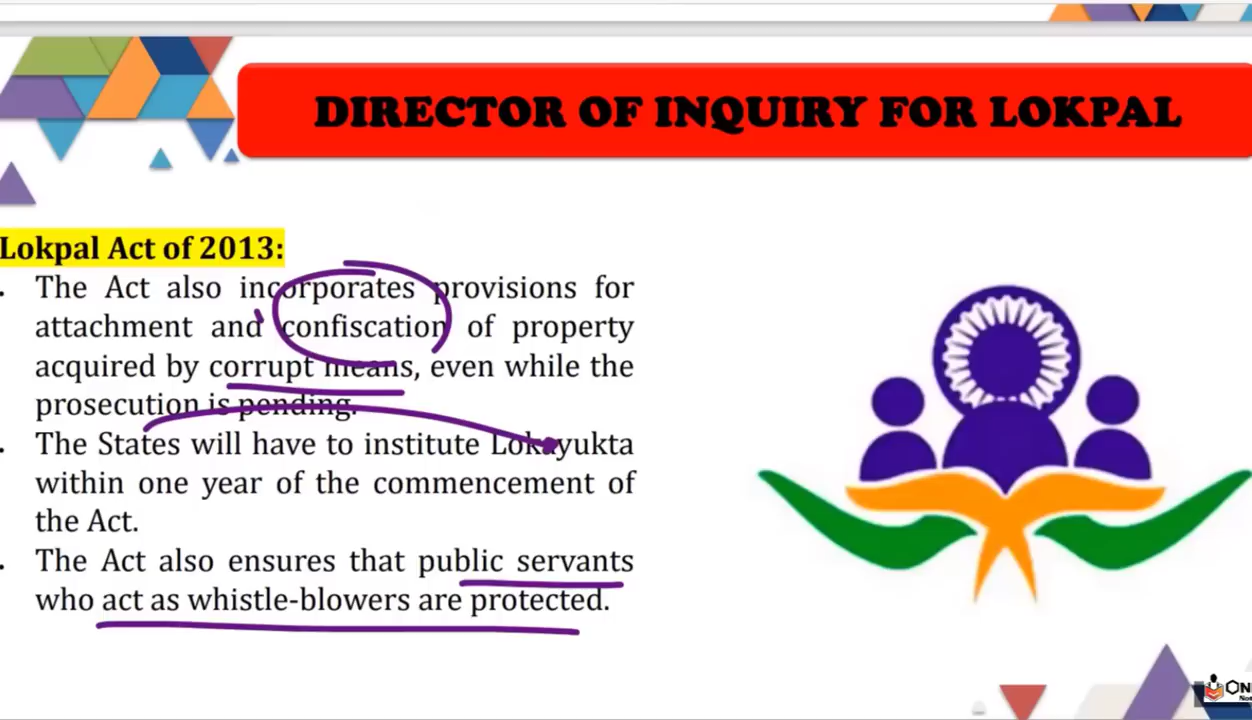 DIRECTOR OF INQUIRY FOR LOKPAL
Lokpal Act of 2013:
. The Act also incorporates provisions for
attachment and confiscation of property
acquired by corrupt means, even while the
prosecution is pending.
. The States will have to institute Lokayukta
within one year of the commencement of
the Act.
. The Act also ensures that public servants
who act as whistle-blowers are protected.